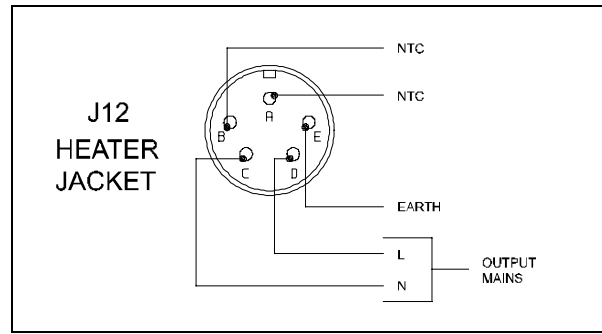 NTC
NTC
J12
HEATER
JACKET
A
B
E
C
D
EARTH
L
OUTPUT
MAINS
N